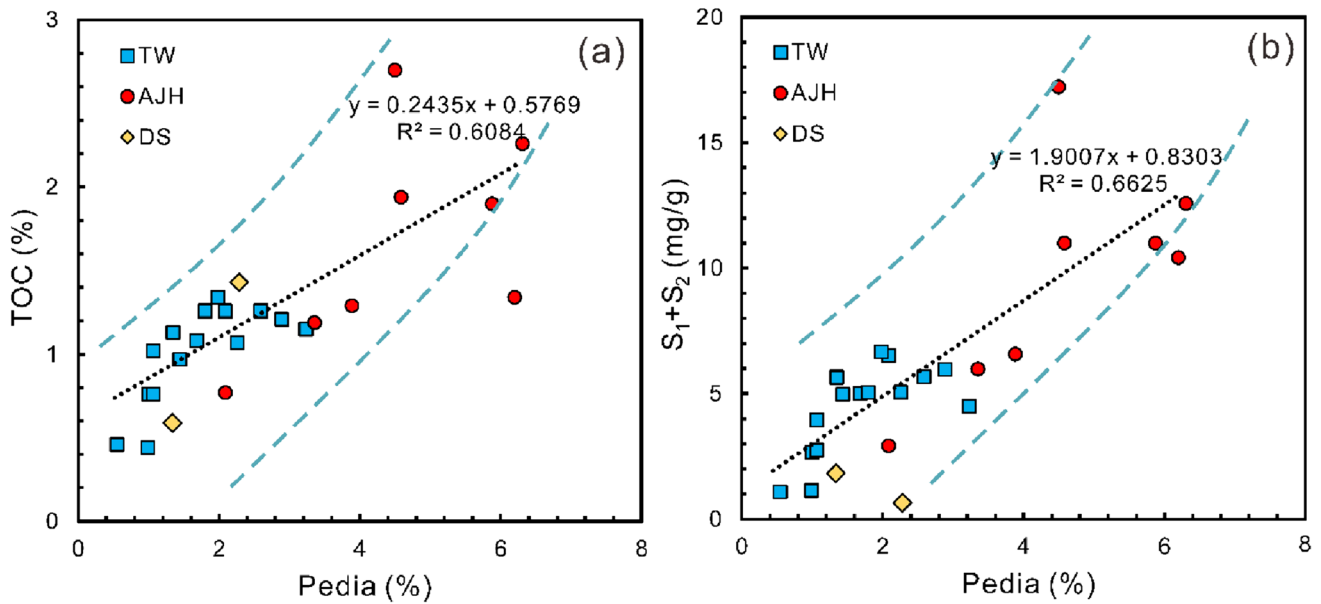 3
2
1
0
TOC (%)
TW
AJH
DS
(a)
y = 0.2435x + 0.5769
R² = 0.6084
0 2 4 6 8
Pedia (%)
20
15
10
5
0
S₁+S₂ (mg/g)
TW
AJH
DS
(b)
y = 1.9007x + 0.8303
R² = 0.6625
0 2 4 6 8
Pedia (%)